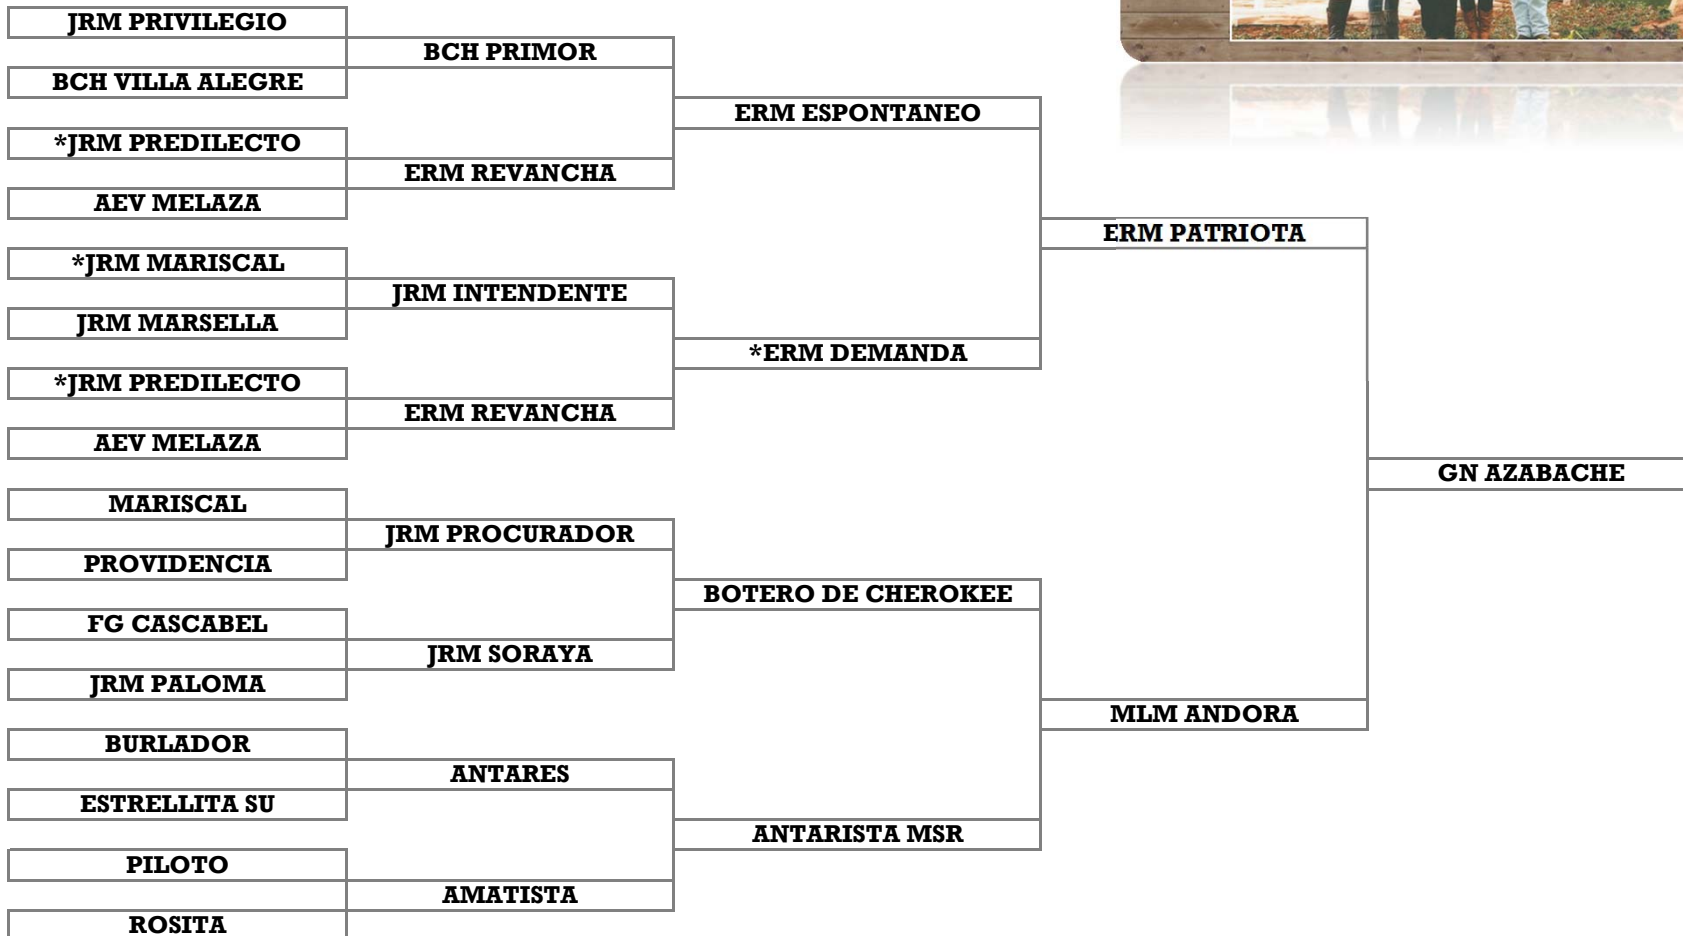 JRM PRIVILEGIO
BCH PRIMOR
BCH VILLA ALEGRE
ERM ESPONTANEO
*JRM PREDILECTO
ERM REVANCHA
AEV MELAZA
ERM PATRIOTA
*JRM MARISCAL
JRM INTENDENTE
JRM MARSELLA
*ERM DEMANDA
*JRM PREDILECTO
ERM REVANCHA
AEV MELAZA
GN AZABACHE
MARISCAL
JRM PROCURADOR
PROVIDENCIA
BOTERO DE CHEROKEE
FG CASCABEL
JRM SORAYA
JRM PALOMA
MLM ANDORA
BURLADOR
ANTARES
ESTRELLITA SU
ANTARISTA MSR
PILOTO
AMATISTA
ROSITA